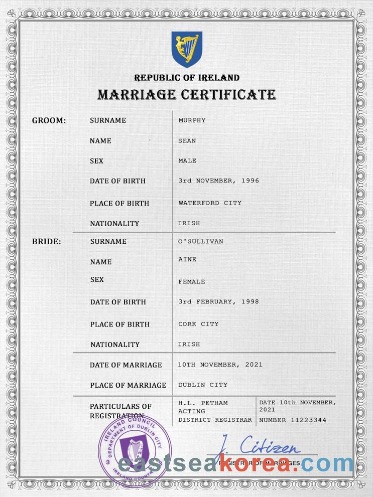 REPUBLIC OF IRELAND
MARRIAGE CERTIFICATE
GROOM: SURNAME MURPHY
NAME SEAN
SEX MALE
DATE OF BIRTH 3rd NOVEMBER, 1996
PLACE OF BIRTH WATERFORD CITY
NATIONALITY IRISH
BRIDE: SURNAME O'SULLIVAN
NAME AINE
SEX FEMALE
DATE OF BIRTH 3rd FEBRUARY, 1998
PLACE OF BIRTH CORK CITY
NATIONALITY IRISH
DATE OF MARRIAGE 10TH NOVEMBER, 2021
PLACE OF MARRIAGE DUBLIN CITY
PARTICULARS OF
REGISTRATION
H.L. PETHAM
ACTING
DISTRICT REGISTRAR
DATE 10th NOVEMBER,
2021
NUMBER 11223344
IRELAND COUNCIL
DEPARTMENT OF DUBLIN CITY
J. Citizen
REGISTRAR OF MARRIAGES
eastseakorea.com